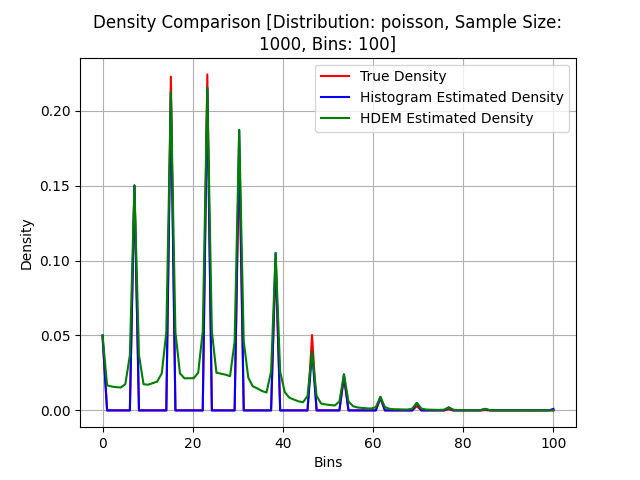 Density Comparison [Distribution: poisson, Sample Size:
1000, Bins: 100]
True Density
Histogram Estimated Density
HDEM Estimated Density
Density
0.20
0.15
0.10
0.05
0.00
0 20 40 60 80 100
Bins